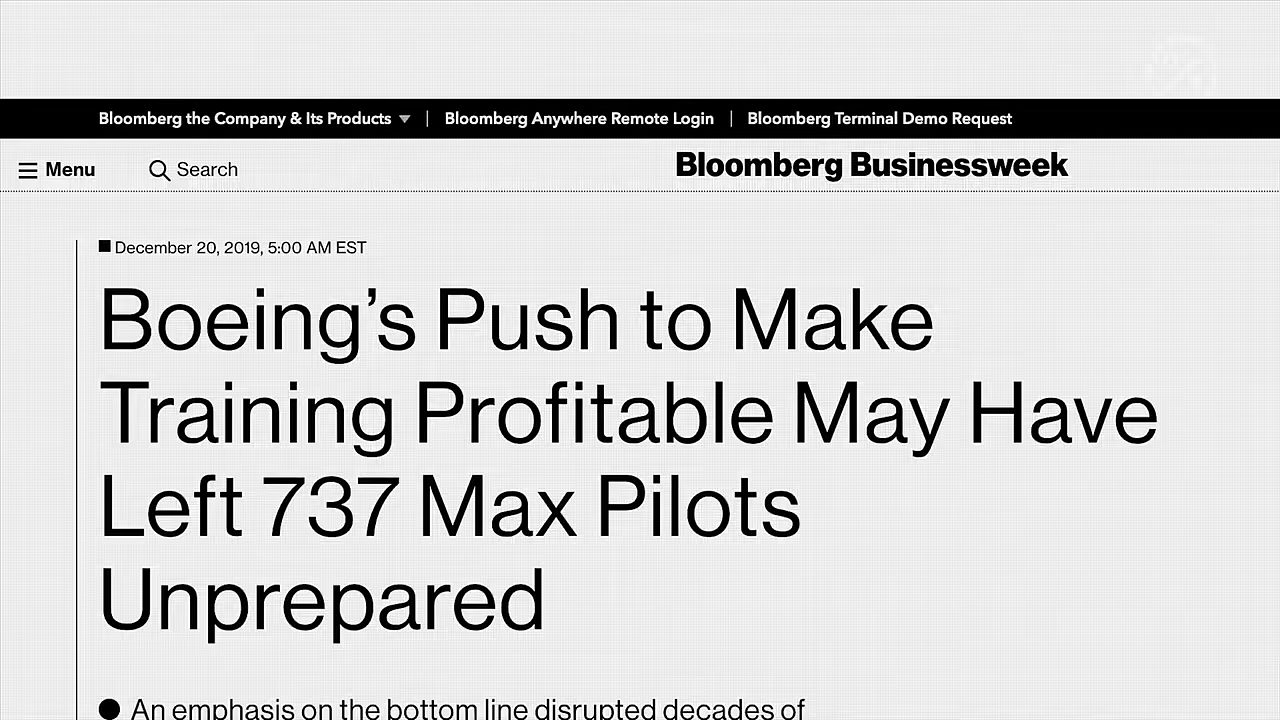 Bloomberg the Company & Its Products
Bloomberg Anywhere Remote Login
Bloomberg Terminal Demo Request
Menu
Search
Bloomberg Businessweek
December 20, 2019, 5:00 AM EST
Boeing’s Push to Make
Training Profitable May Have
Left 737 Max Pilots
Unprepared
An emphasis on the bottom line disrupted decades of